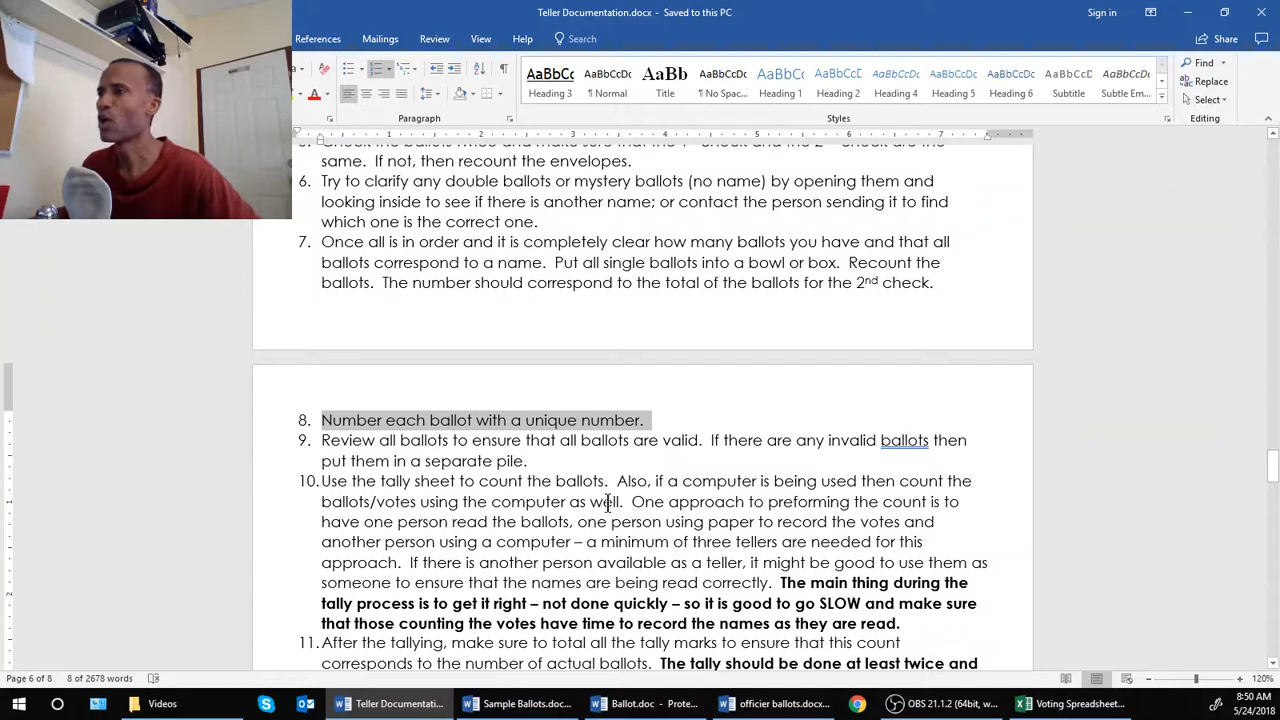 Teller Documentation.docx - Saved to this PC
Sign in
References Mailings Review View Help Search
Share
AaBbCc AaBbCcDc AaBb AaBbCcDc AaBbC AaBbCcD AaBbCcD AaBbCcD AaBbCcD AaBbCcD AaBbCcD
Heading 3 ¶ Normal Title ¶ No Spac... Heading 1 Heading 2 Heading 4 Heading 5 Heading 6 Subtitle Subtle Em...
Find
Replace
Select
Paragraph Styles Editing
1 2 3 4 5 6 7
same. If not, then recount the envelopes.
6. Try to clarify any double ballots or mystery ballots (no name) by opening them and
looking inside to see if there is another name; or contact the person sending it to find
which one is the correct one.
7. Once all is in order and it is completely clear how many ballots you have and that all
ballots correspond to a name. Put all single ballots into a bowl or box. Recount the
ballots. The number should correspond to the total of the ballots for the 2nd check.
8. Number each ballot with a unique number.
9. Review all ballots to ensure that all ballots are valid. If there are any invalid ballots then
put them in a separate pile.
10. Use the tally sheet to count the ballots. Also, if a computer is being used then count the
ballots/votes using the computer as well. One approach to preforming the count is to
have one person read the ballots, one person using paper to record the votes and
another person using a computer – a minimum of three tellers are needed for this
approach. If there is another person available as a teller, it might be good to use them as
someone to ensure that the names are being read correctly. The main thing during the
tally process is to get it right – not done quickly – so it is good to go SLOW and make sure
that those counting the votes have time to record the names as they are read.
11. After the tallying, make sure to total all the tally marks to ensure that this count
corresponds to the number of actual ballots. The tally should be done at least twice and
Page 6 of 8 8 of 2678 words 120%
Videos Teller Documentati... Sample Ballots.doc... Ballot.doc - Prote... officier ballots.docx... OBS 21.1.2 (64bit, w... Voting Spreadsheet...
8:50 AM
5/24/2018